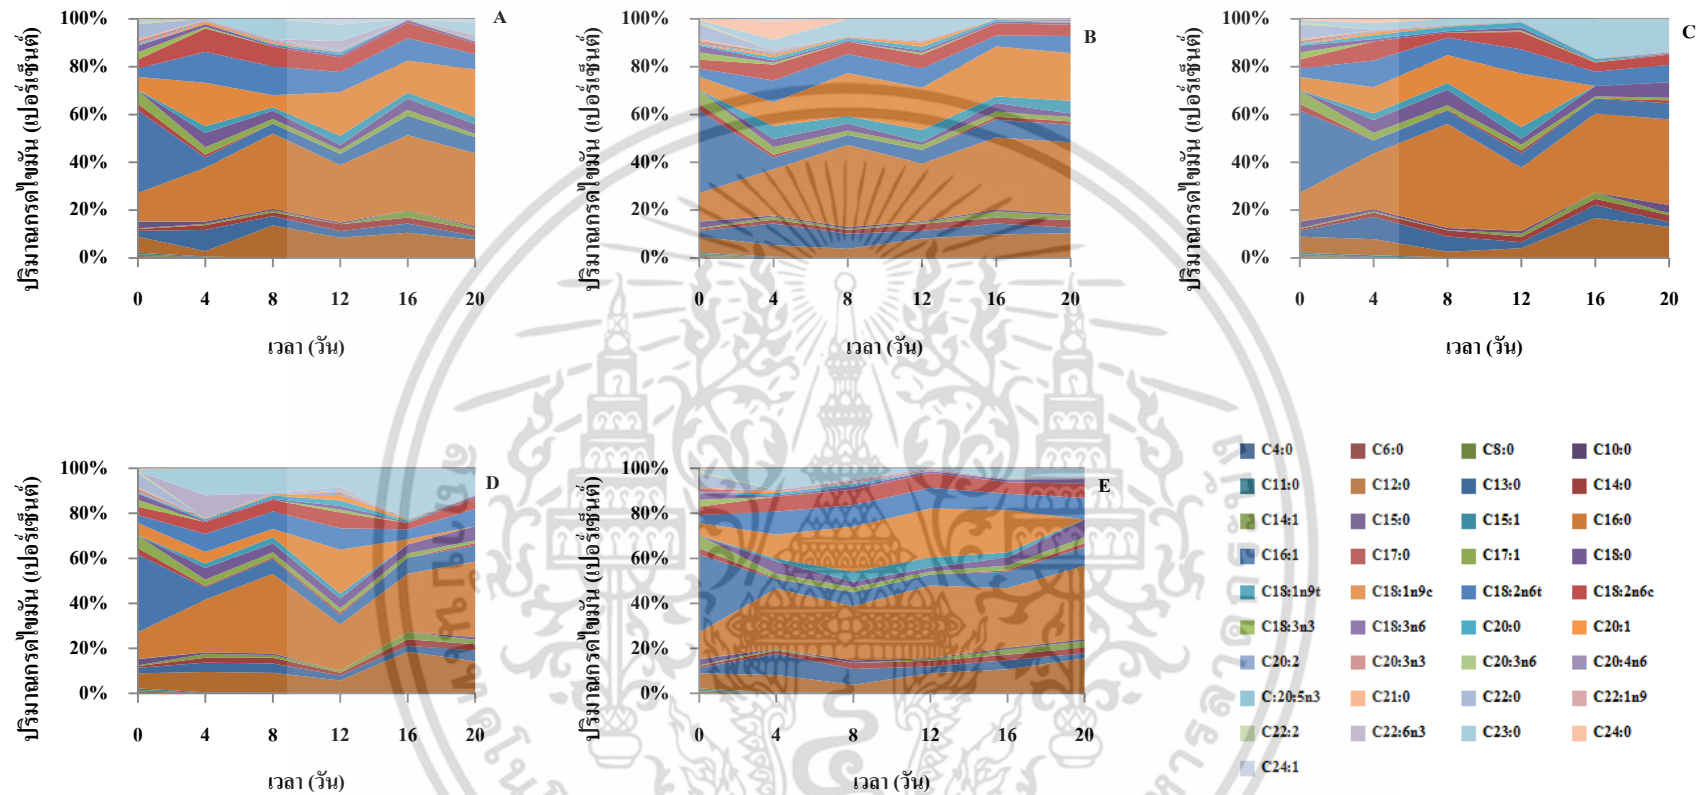 A
ปริมาณกรดไขมัน (เปอร์เซ็นต์)
100%
80%
60%
40%
20%
0%
0 4 8 12 16 20
เวลา (วัน)
B
ปริมาณกรดไขมัน (เปอร์เซ็นต์)
100%
80%
60%
40%
20%
0%
0 4 8 12 16 20
เวลา (วัน)
C
ปริมาณกรดไขมัน (เปอร์เซ็นต์)
100%
80%
60%
40%
20%
0%
0 4 8 12 16 20
เวลา (วัน)
D
ปริมาณกรดไขมัน (เปอร์เซ็นต์)
100%
80%
60%
40%
20%
0%
0 4 8 12 16 20
เวลา (วัน)
E
ปริมาณกรดไขมัน (เปอร์เซ็นต์)
100%
80%
60%
40%
20%
0%
0 4 8 12 16 20
เวลา (วัน)
C4:0 C6:0 C8:0 C10:0
C11:0 C12:0 C13:0 C14:0
C14:1 C15:0 C15:1 C16:0
C16:1 C17:0 C17:1 C18:0
C18:1n9t C18:1n9c C18:2n6t C18:2n6c
C18:3n3 C18:3n6 C20:0 C20:1
C20:2 C20:3n3 C20:3n6 C20:4n6
C:20:5n3 C21:0 C22:0 C22:1n9
C22:2 C22:6n3 C23:0 C24:0
C24:1